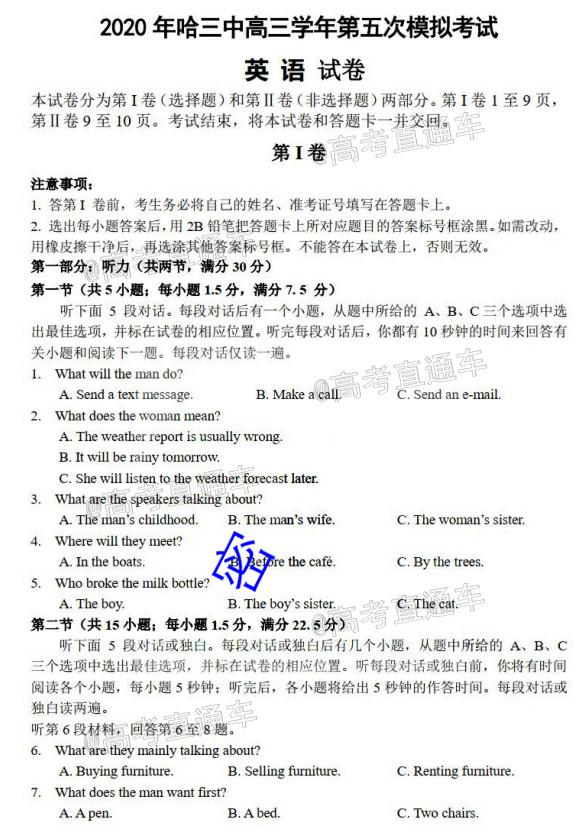 2020 年哈三中高三学年第五次模拟考试
英 语 试卷
本试卷分为第 I 卷（选择题）和第 II 卷（非选择题）两部分。第 I 卷 1 至 9 页，
第 II 卷 9 至 10 页。考试结束，将本试卷和答题卡一并交回。
第 I 卷
@高考直通车
注意事项:
1. 答第 I 卷前，考生务必将自己的姓名、准考证号填写在答题卡上。
2. 选出每小题答案后，用 2B 铅笔把答题卡上所对应题目的答案标号框涂黑。如需改动，
用橡皮擦干净后，再选涂其他答案标号框。不能答在本试卷上，否则无效。
@高考直通车
第一部分：听力（共两节，满分 30 分）
第一节（共 5 小题；每小题 1.5 分，满分 7.5 分）
听下面 5 段对话。每段对话后有一个小题，从题中所给的 A、B、C 三个选项中选
出最佳选项，并标在试卷的相应位置。听完每段对话后，你都有 10 秒钟的时间来回答有
关小题和阅读下一题。每段对话仅读一遍。
1. What will the man do?
@高考直通车
A. Send a text message. B. Make a call. C. Send an e-mail.
2. What does the woman mean?
A. The weather report is usually wrong.
B. It will be rainy tomorrow.
C. She will listen to the weather forecast later.
3. What are the speakers talking about?
@高考直通车
A. The man’s childhood. B. The man’s wife. C. The woman’s sister.
4. Where will they meet?
A. In the boats. B. Before the café. C. By the trees.
密
5. Who broke the milk bottle?
A. The boy. B. The boy’s sister. C. The cat.
@高考直通车
第二节（共 15 小题；每小题 1.5 分，满分 22.5 分）
听下面 5 段对话或独白。每段对话或独白后有几个小题，从题中所给的 A、B、C
三个选项中选出最佳选项，并标在试卷的相应位置。听每段对话或独白前，你将有时间
阅读各个小题，每小题 5 秒钟；听完后，各小题将给出 5 秒钟的作答时间。每段对话或
独白读两遍。
听第 6 段材料，回答第 6 至 8 题。
@高考直通车
6. What are they mainly talking about?
A. Buying furniture. B. Selling furniture. C. Renting furniture.
7. What does the man want first?
A. A pen. B. A bed. C. Two chairs.